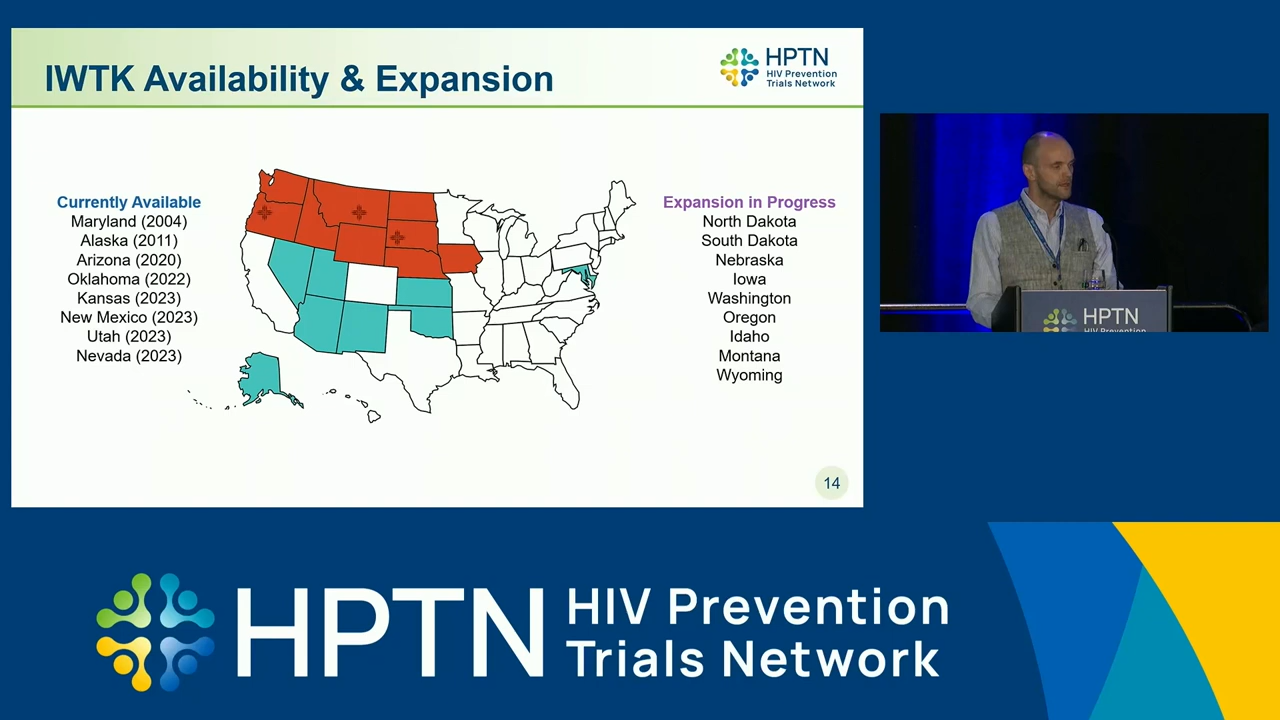 IWTK Availability & Expansion
HPTN
HIV Prevention
Trials Network
Currently Available
Maryland (2004)
Alaska (2011)
Arizona (2020)
Oklahoma (2022)
Kansas (2023)
New Mexico (2023)
Utah (2023)
Nevada (2023)
Expansion in Progress
North Dakota
South Dakota
Nebraska
Iowa
Washington
Oregon
Idaho
Montana
Wyoming
14
HPTN
HIV Prevention
HPTN
HIV Prevention
Trials Network